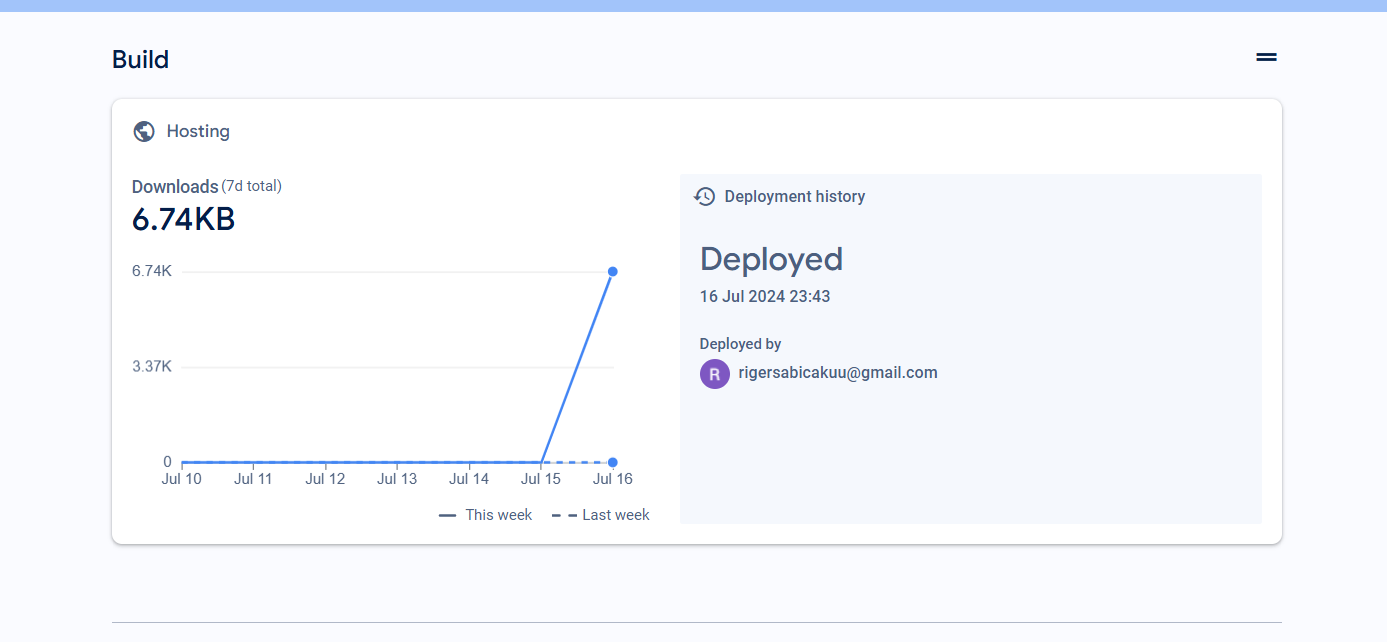 Build
Hosting
Downloads (7d total)
6.74KB
6.74K
3.37K
0
Jul 10 Jul 11 Jul 12 Jul 13 Jul 14 Jul 15 Jul 16
This week Last week
Deployment history
Deployed
16 Jul 2024 23:43
Deployed by
R rigersabicakuu@gmail.com